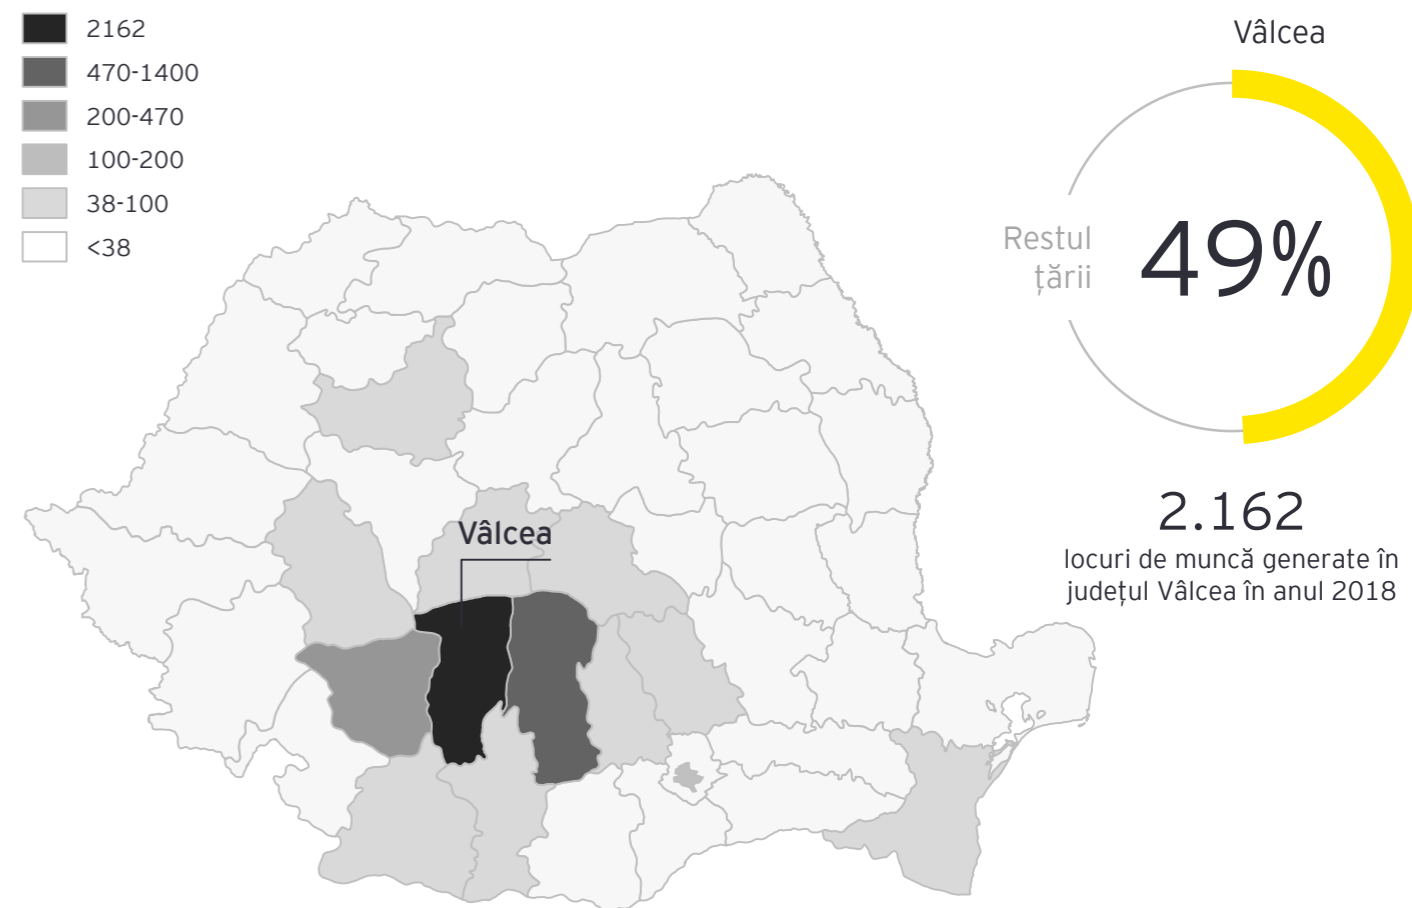 2162
470-1400
200-470
100-200
38-100
<38
Vâlcea
Vâlcea
Restul
țării
49%
2.162
locuri de muncă generate în
județul Vâlcea în anul 2018